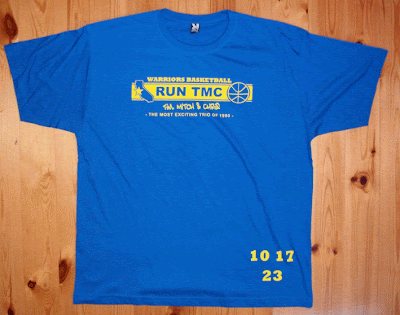 WARRIORS BASKETBALL
RUN TMC
TIM, MITCH & CHRIS
- THE MOST EXCITING TRIO OF 1990 -
10 17
23